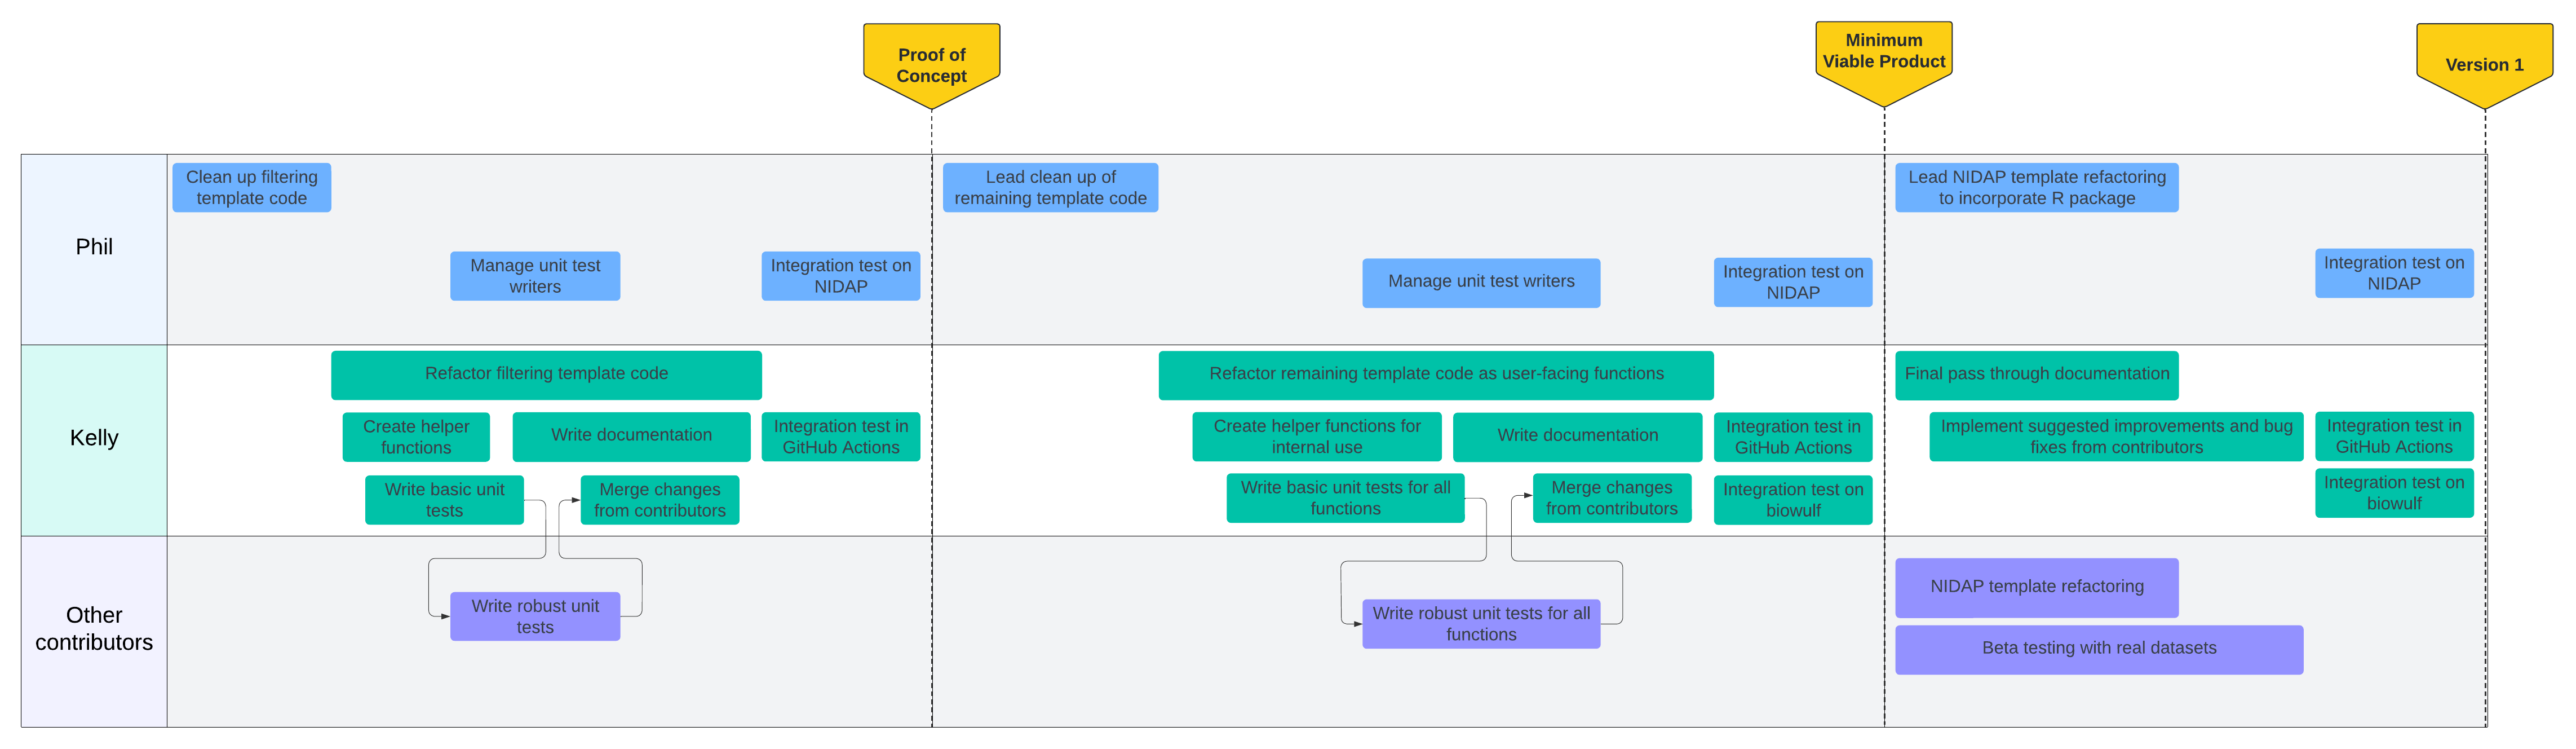 Proof of
Concept
Minimum
Viable Product
Version 1
Phil
Clean up filtering
template code
Lead clean up of
remaining template code
Lead NIDAP template refactoring
to incorporate R package
Manage unit test
writers
Integration test on
NIDAP
Manage unit test writers
Integration test on
NIDAP
Integration test on
NIDAP
Kelly
Refactor filtering template code
Refactor remaining template code as user-facing functions
Final pass through documentation
Create helper
functions
Write documentation
Integration test in
GitHub Actions
Create helper functions for
internal use
Write documentation
Integration test in
GitHub Actions
Implement suggested improvements and bug
fixes from contributors
Integration test in
GitHub Actions
Write basic unit
tests
Merge changes
from contributors
Write basic unit tests for all
functions
Merge changes
from contributors
Integration test on
biowulf
Integration test on
biowulf
Other
contributors
Write robust unit
tests
Write robust unit tests for all
functions
NIDAP template refactoring
Beta testing with real datasets